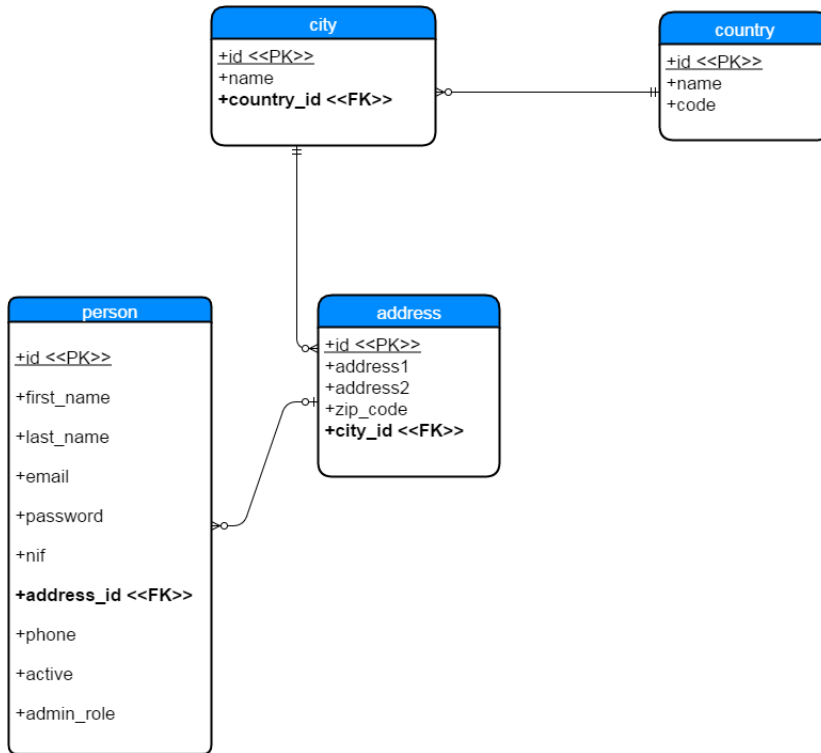 city
+id <<PK>>
+name
+country_id <<FK>>
country
+id <<PK>>
+name
+code
person
+id <<PK>>
+first_name
+last_name
+email
+password
+nif
+address_id <<FK>>
+phone
+active
+admin_role
address
+id <<PK>>
+address1
+address2
+zip_code
+city_id <<FK>>